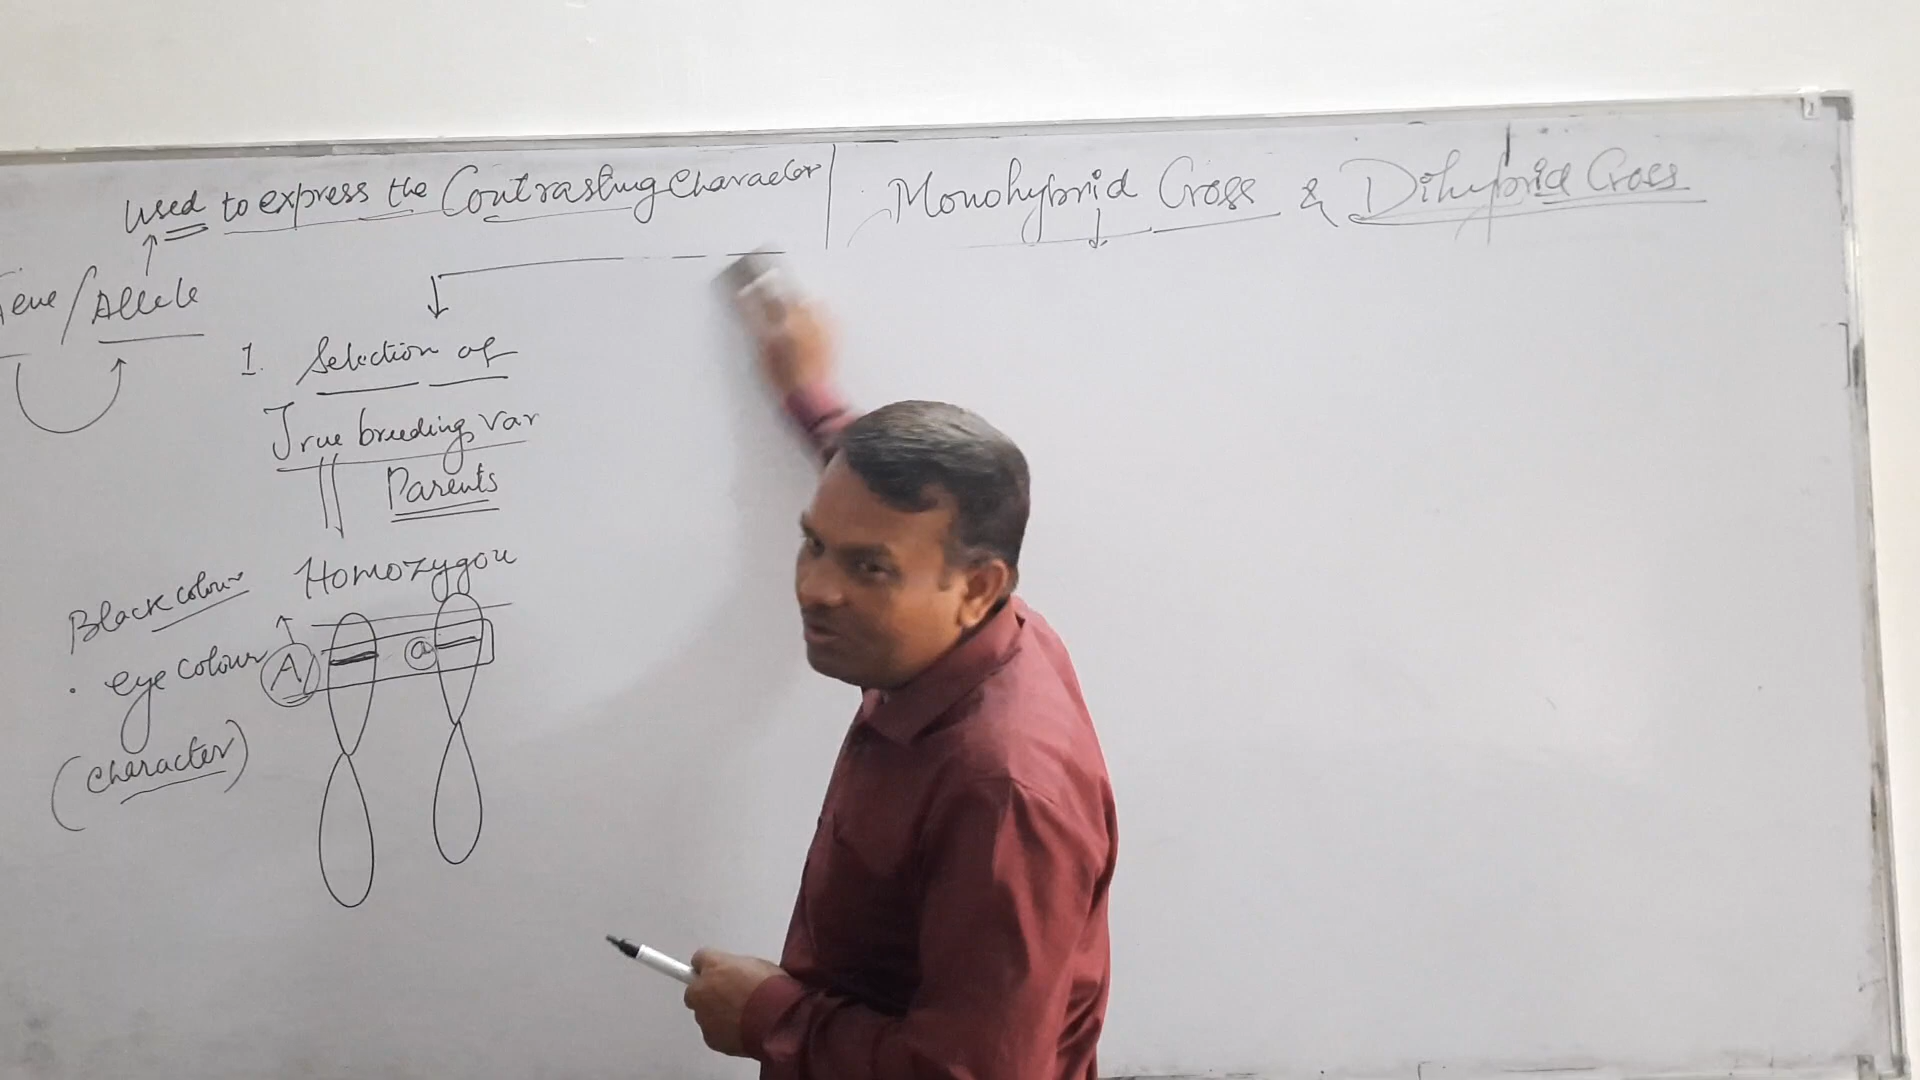 used to express the Contrasting Character
Monohybrid Cross & Dihybrid Cross
Gene / Allele
1. Selection of
True breeding var
Parents
Homozygou
Black colour
. eye colour
A
a
(character)